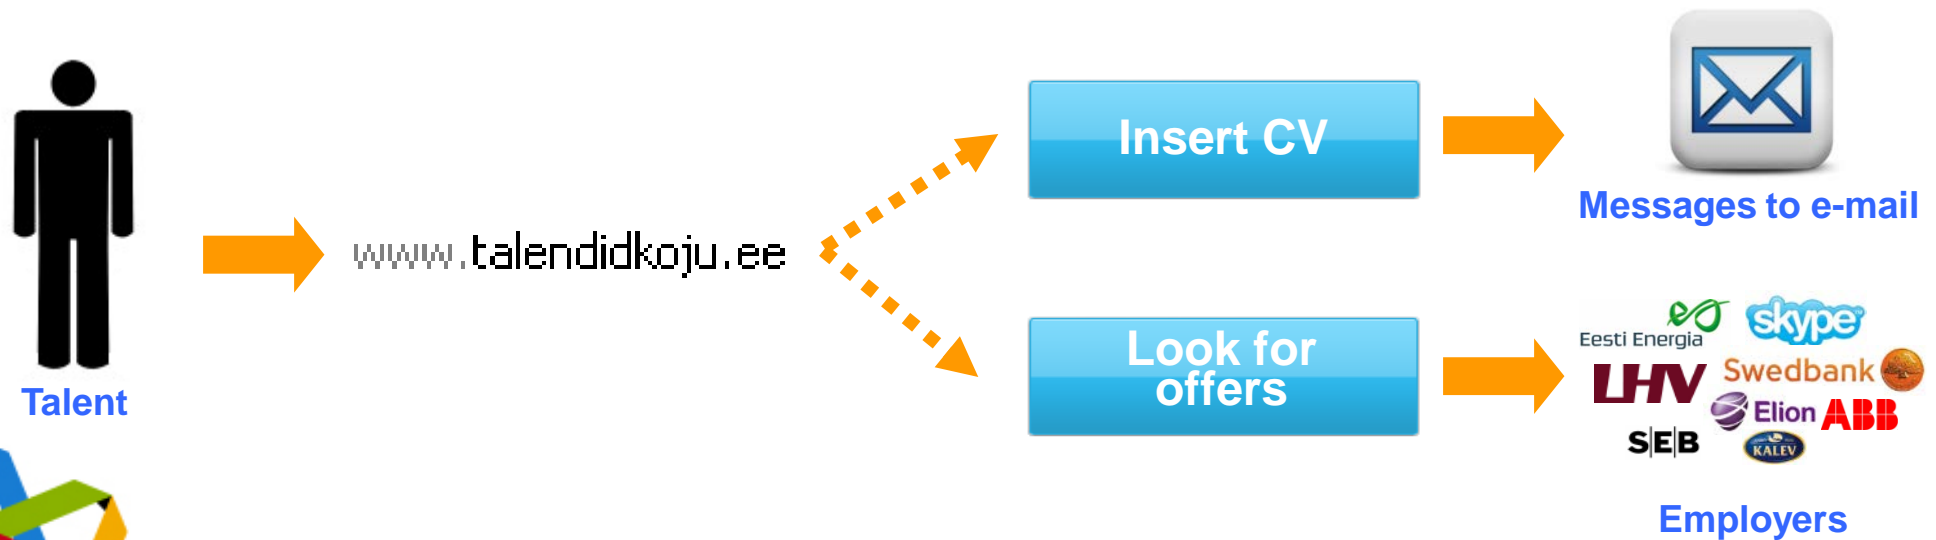 Talent
www.talendidkoju.ee
Insert CV
Messages to e-mail
Look for
offers
Eesti Energia
skype
LHV
Swedbank
Elion
ABB
S|E|B
KALEV
Employers